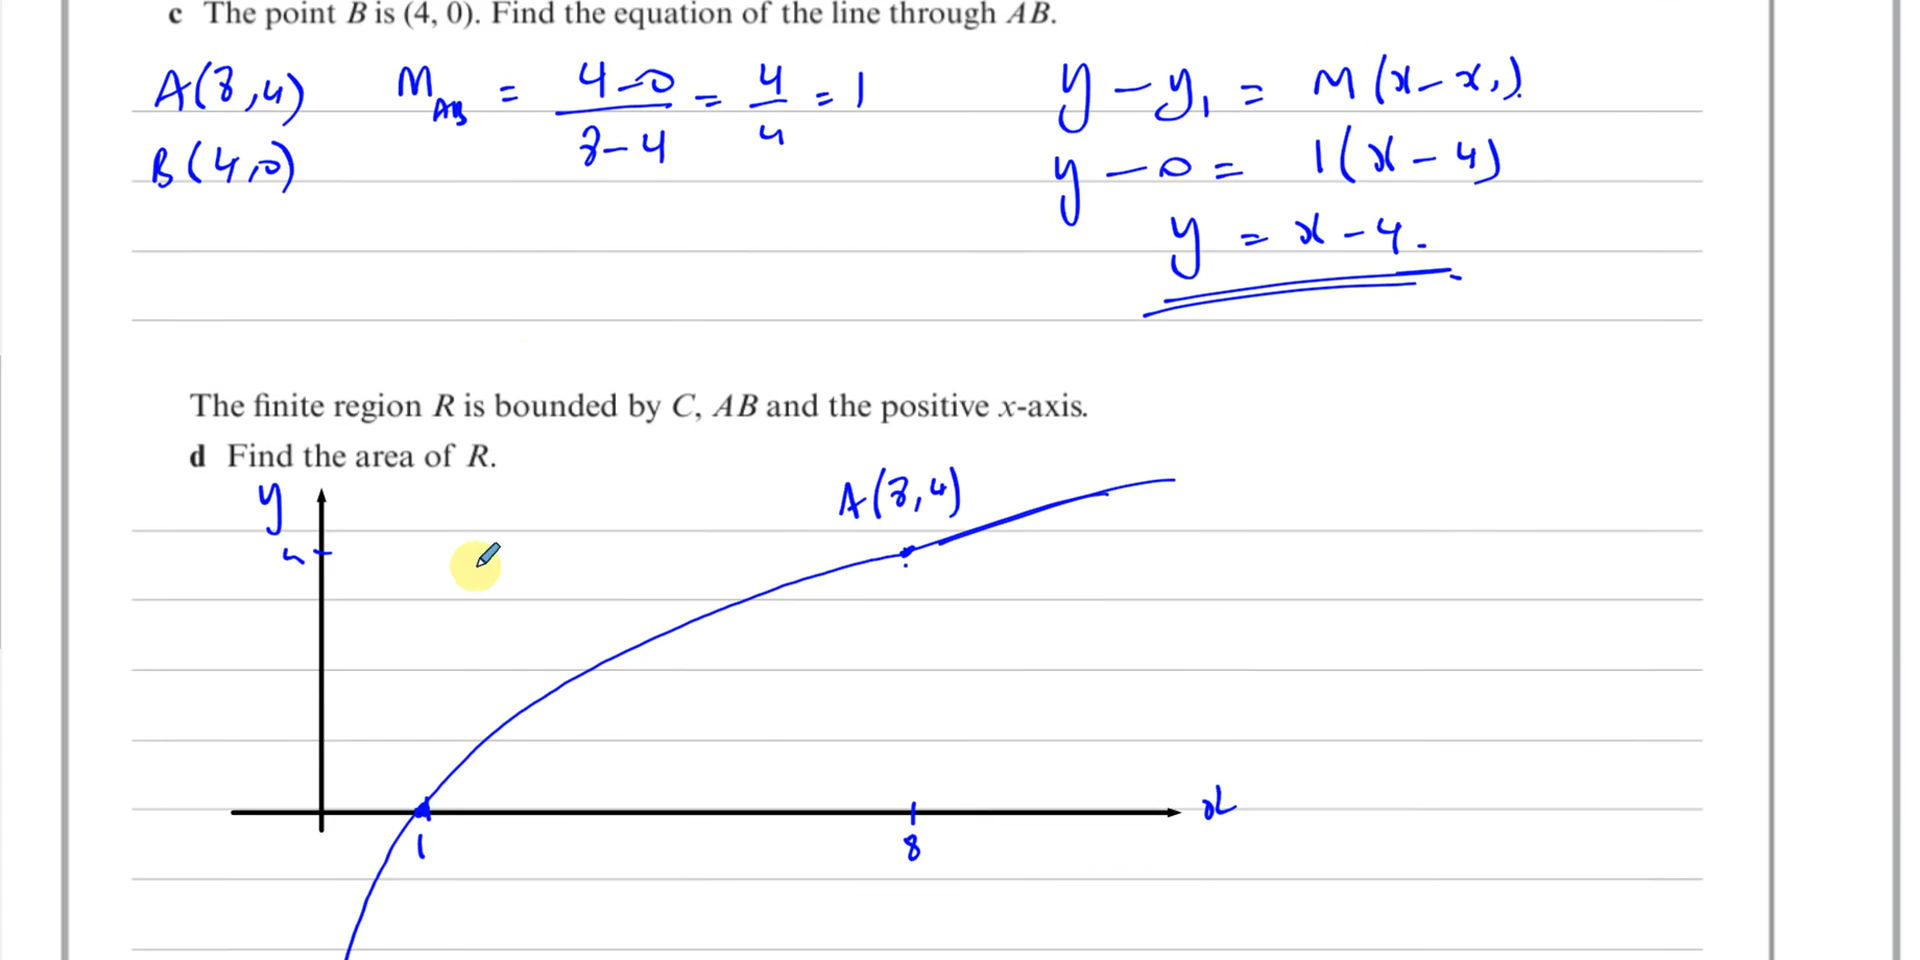 c The point B is (4, 0). Find the equation of the line through AB.
A(8,4) M_AB = (4-0)/(8-4) = 4/4 = 1 y - y₁ = M(x - x₁)
B(4,0) y - 0 = 1(x - 4)
y = x - 4.
The finite region R is bounded by C, AB and the positive x-axis.
d Find the area of R.
y A(8,4)
4
x
1 8